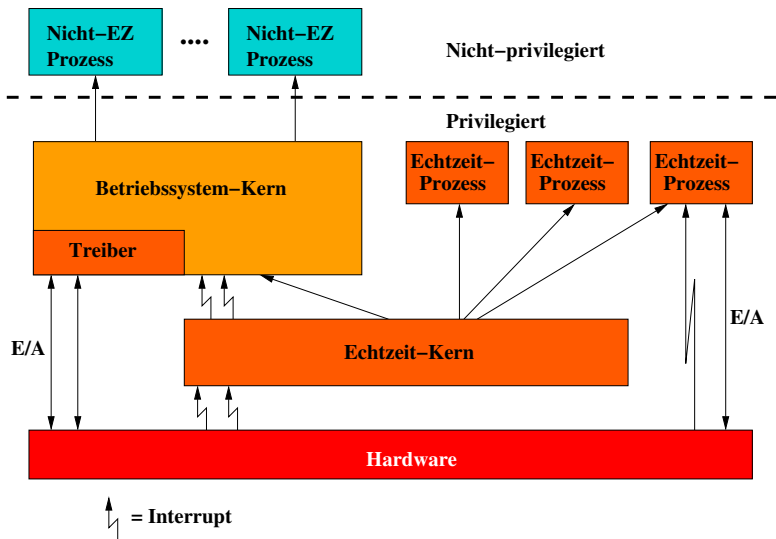 Nicht–EZ
Prozess
....
Nicht–EZ
Prozess
Nicht–privilegiert
Privilegiert
Betriebssystem–Kern
Echtzeit–
Prozess
Echtzeit–
Prozess
Echtzeit–
Prozess
Treiber
E/A
E/A
Echtzeit–Kern
Hardware
= Interrupt